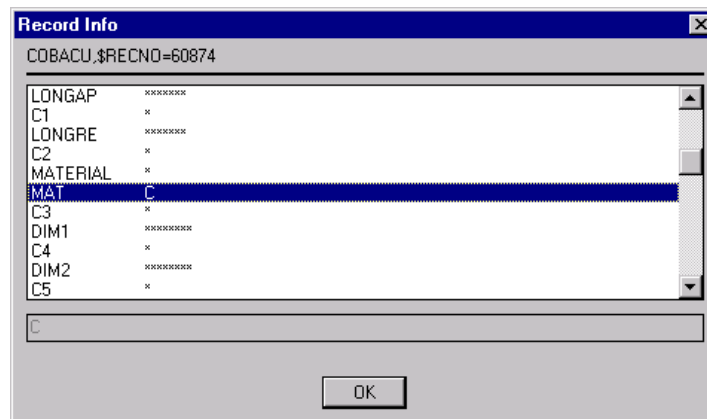 Record Info
COBACU,$RECNO=60874
LONGAP *******
C1 *
LONGRE *******
C2 *
MATERIAL *
MAT C
C3 *
DIM1 ********
C4 *
DIM2 ********
C5 *
C
OK